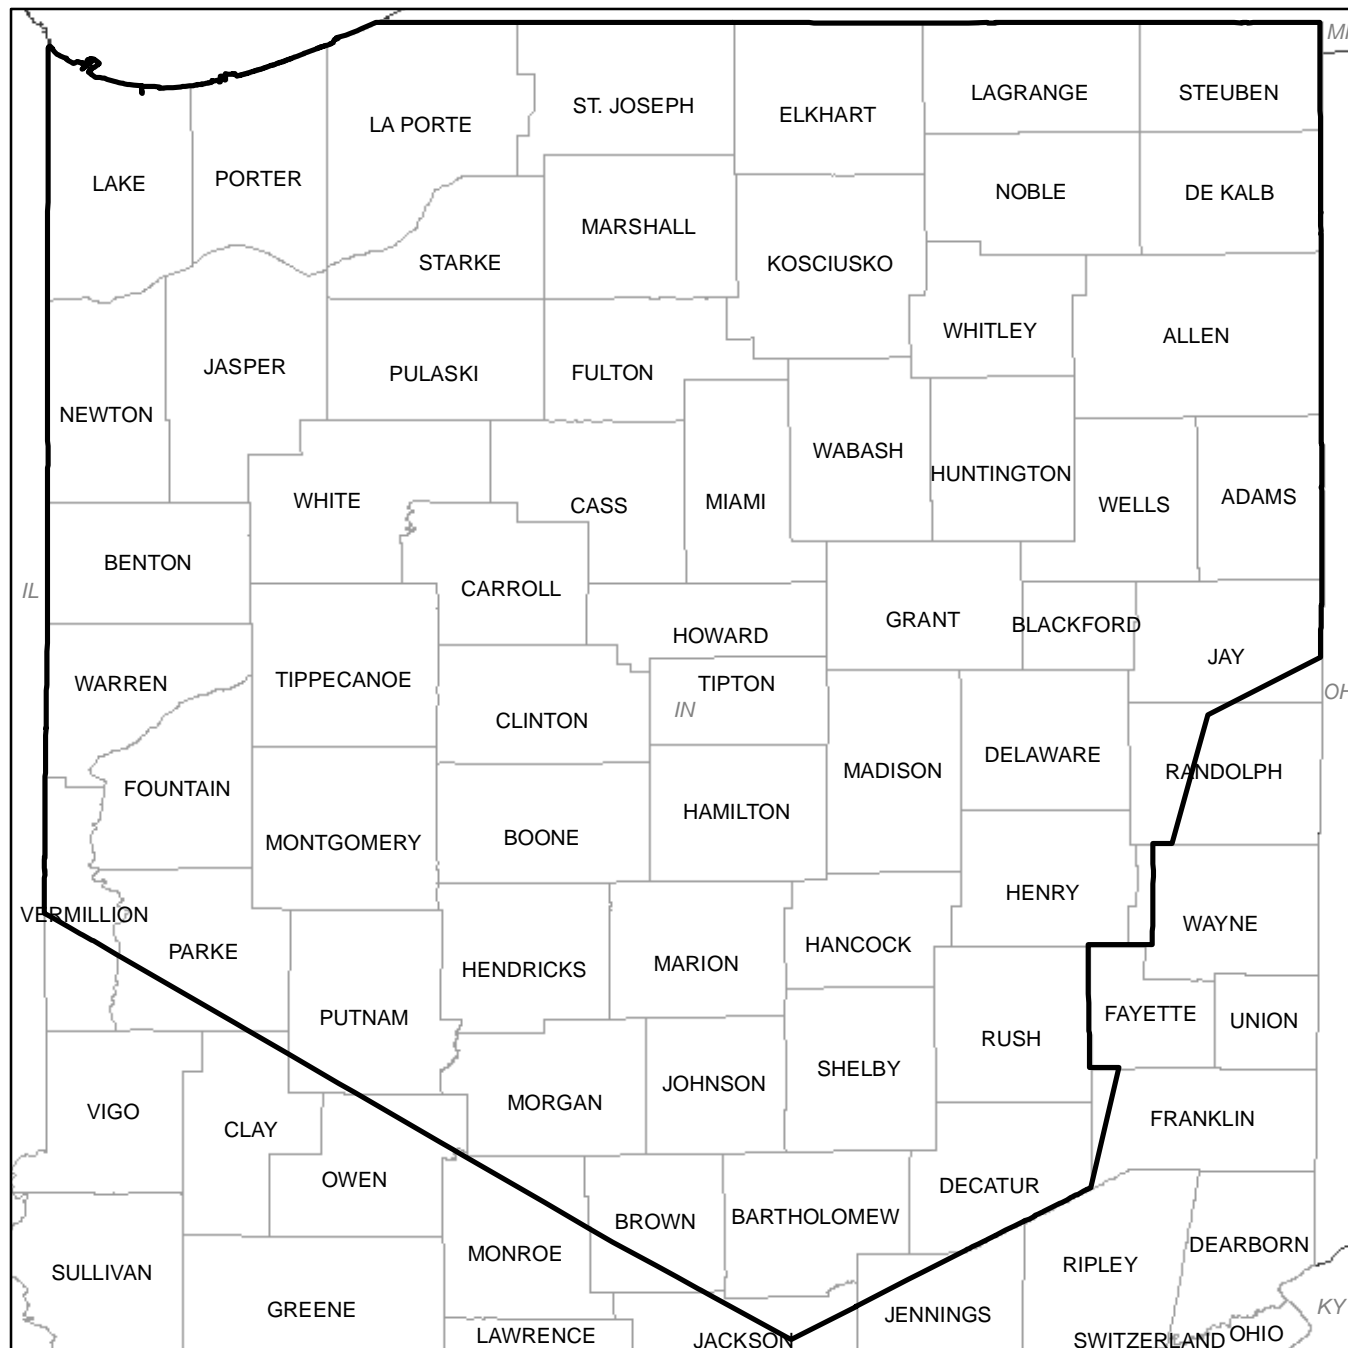 MI
LAGRANGE
STEUBEN
ST. JOSEPH
ELKHART
LA PORTE
LAKE
PORTER
NOBLE
DE KALB
MARSHALL
STARKE
KOSCIUSKO
WHITLEY
ALLEN
JASPER
PULASKI
FULTON
NEWTON
WABASH
HUNTINGTON
WHITE
CASS
MIAMI
WELLS
ADAMS
BENTON
IL
CARROLL
GRANT
BLACKFORD
HOWARD
JAY
WARREN
TIPPECANOE
TIPTON
OH
IN
CLINTON
DELAWARE
MADISON
RANDOLPH
FOUNTAIN
HAMILTON
MONTGOMERY
BOONE
HENRY
VERMILLION
WAYNE
PARKE
HANCOCK
HENDRICKS
MARION
PUTNAM
FAYETTE
UNION
RUSH
SHELBY
JOHNSON
MORGAN
VIGO
CLAY
FRANKLIN
OWEN
DECATUR
BROWN
BARTHOLOMEW
MONROE
DEARBORN
RIPLEY
SULLIVAN
GREENE
KY
JENNINGS
LAWRENCE
JACKSON
SWITZERLAND
OHIO